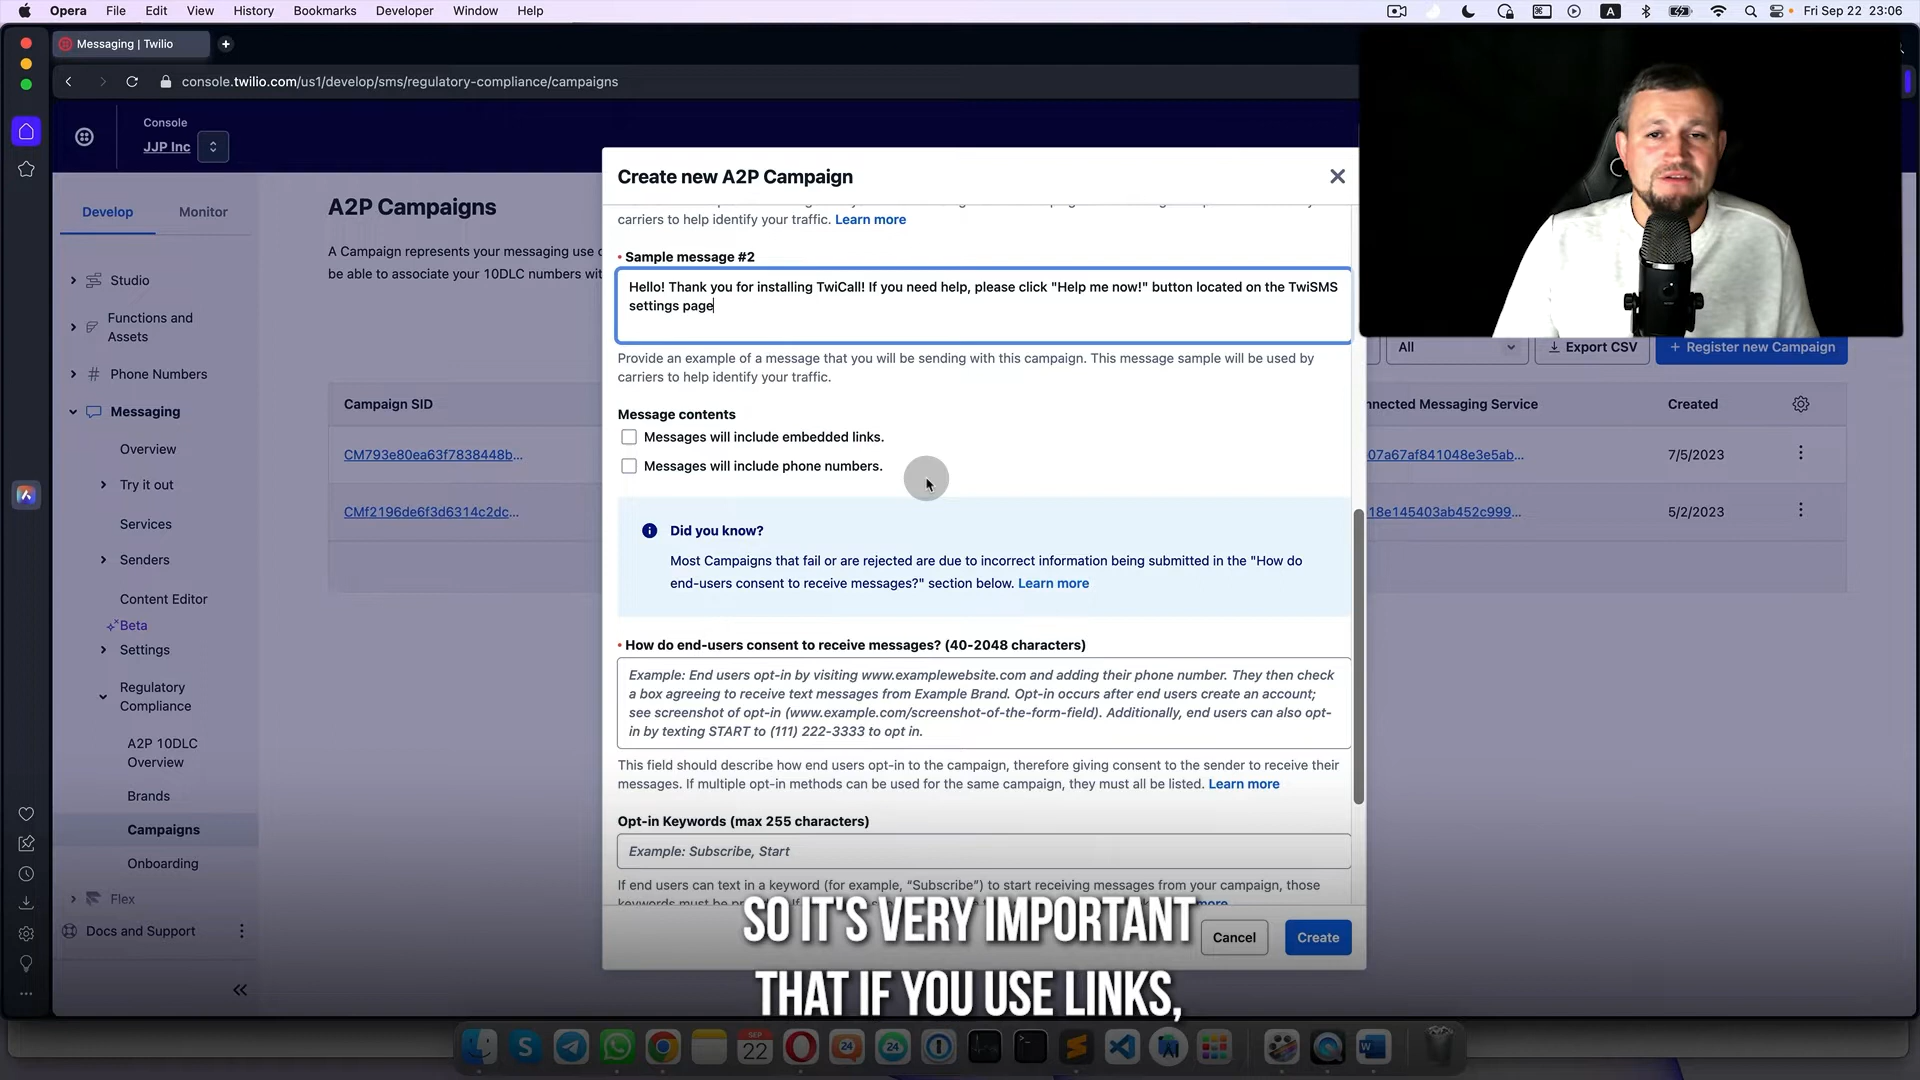 Opera File Edit View History Bookmarks Developer Window Help
A
Fri Sep 22 23:06
Messaging | Twilio
console.twilio.com/us1/develop/sms/regulatory-compliance/campaigns
Console
JJP Inc
Develop Monitor
Studio
Functions and
Assets
Phone Numbers
Messaging
Overview
Try it out
Services
Senders
Content Editor
Beta
Settings
Regulatory
Compliance
A2P 10DLC
Overview
Brands
Campaigns
Onboarding
Flex
Docs and Support
A2P Campaigns
A Campaign represents your messaging use
be able to associate your 10DLC numbers
All
Export CSV
+ Register new Campaign
Campaign SID
Connected Messaging Service
Created
CM793e80ea63f7838448b...
07a67af841048e3e5ab...
7/5/2023
CMf2196de6f3d6314c2dc...
18e145403ab452c999...
5/2/2023
Create new A2P Campaign
carriers to help identify your traffic. Learn more
• Sample message #2
Hello! Thank you for installing TwiCall! If you need help, please click "Help me now!" button located on the TwiSMS
settings page
Provide an example of a message that you will be sending with this campaign. This message sample will be used by
carriers to help identify your traffic.
Message contents
Messages will include embedded links.
Messages will include phone numbers.
Did you know?
Most Campaigns that fail or are rejected are due to incorrect information being submitted in the "How do
end-users consent to receive messages?" section below. Learn more
• How do end-users consent to receive messages? (40-2048 characters)
Example: End users opt-in by visiting www.examplewebsite.com and adding their phone number. They then check
a box agreeing to receive text messages from Example Brand. Opt-in occurs after end users create an account;
see screenshot of opt-in (www.example.com/screenshot-of-the-form-field). Additionally, end users can also opt-
in by texting START to (111) 222-3333 to opt in.
This field should describe how end users opt-in to the campaign, therefore giving consent to the sender to receive their
messages. If multiple opt-in methods can be used for the same campaign, they must all be listed. Learn more
Opt-in Keywords (max 255 characters)
Example: Subscribe, Start
If end users can text in a keyword (for example, "Subscribe") to start receiving messages from your campaign, those
keywords must be
Cancel
Create
SO IT'S VERY IMPORTANT
THAT IF YOU USE LINKS,
SEP
22
24
24